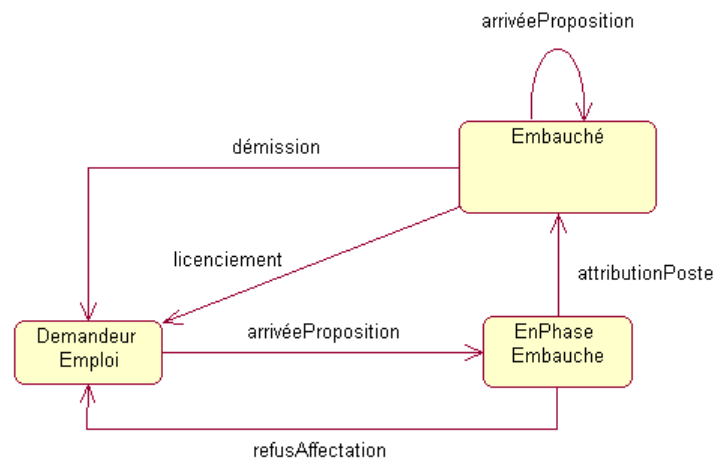 arrivéeProposition
Embauché
démission
licenciement
attributionPoste
Demandeur
Emploi
arrivéeProposition
EnPhase
Embauche
refusAffectation